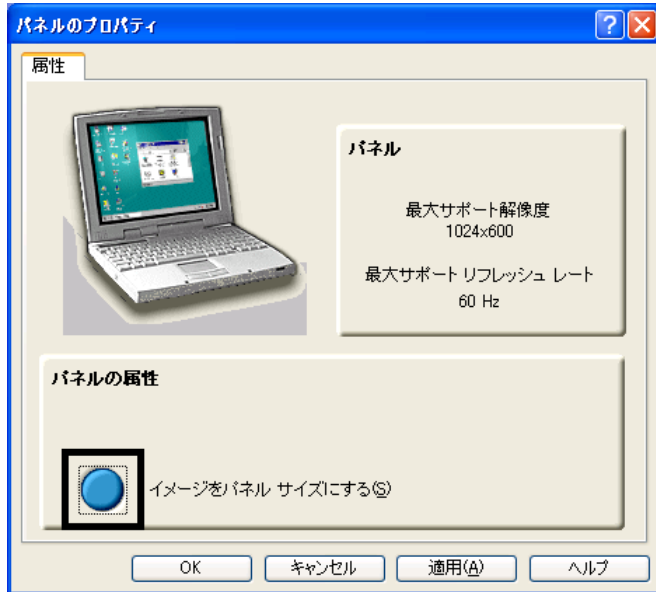 パネルのプロパティ
属性
パネル
最大サポート解像度
1024x600
最大サポート リフレッシュ レート
60 Hz
パネルの属性
イメージをパネル サイズにする(S)
OK
キャンセル
適用(A)
ヘルプ